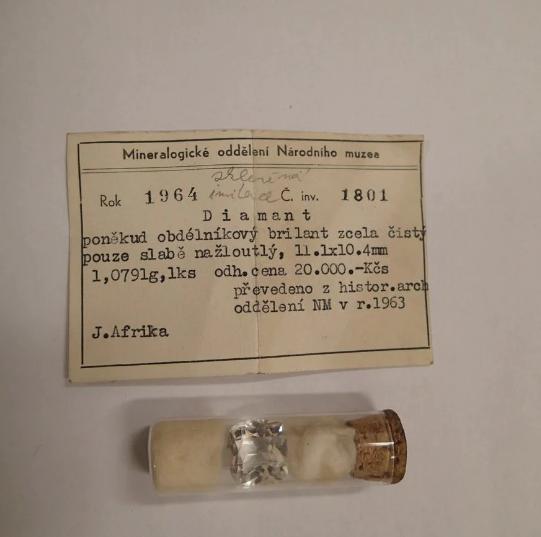 Mineralogické oddělení Národního muzea
skleněná
Rok 1964 imitace Č. inv. 1801
Diamant
poněkud obdélníkový brilant zcela čistý
pouze slabě nažloutlý, 11.1x10.4mm
1,0791g,1ks odh.cena 20.000.-Kčs
převedeno z histor.arch
oddělení NM v r.1963
J.Afrika